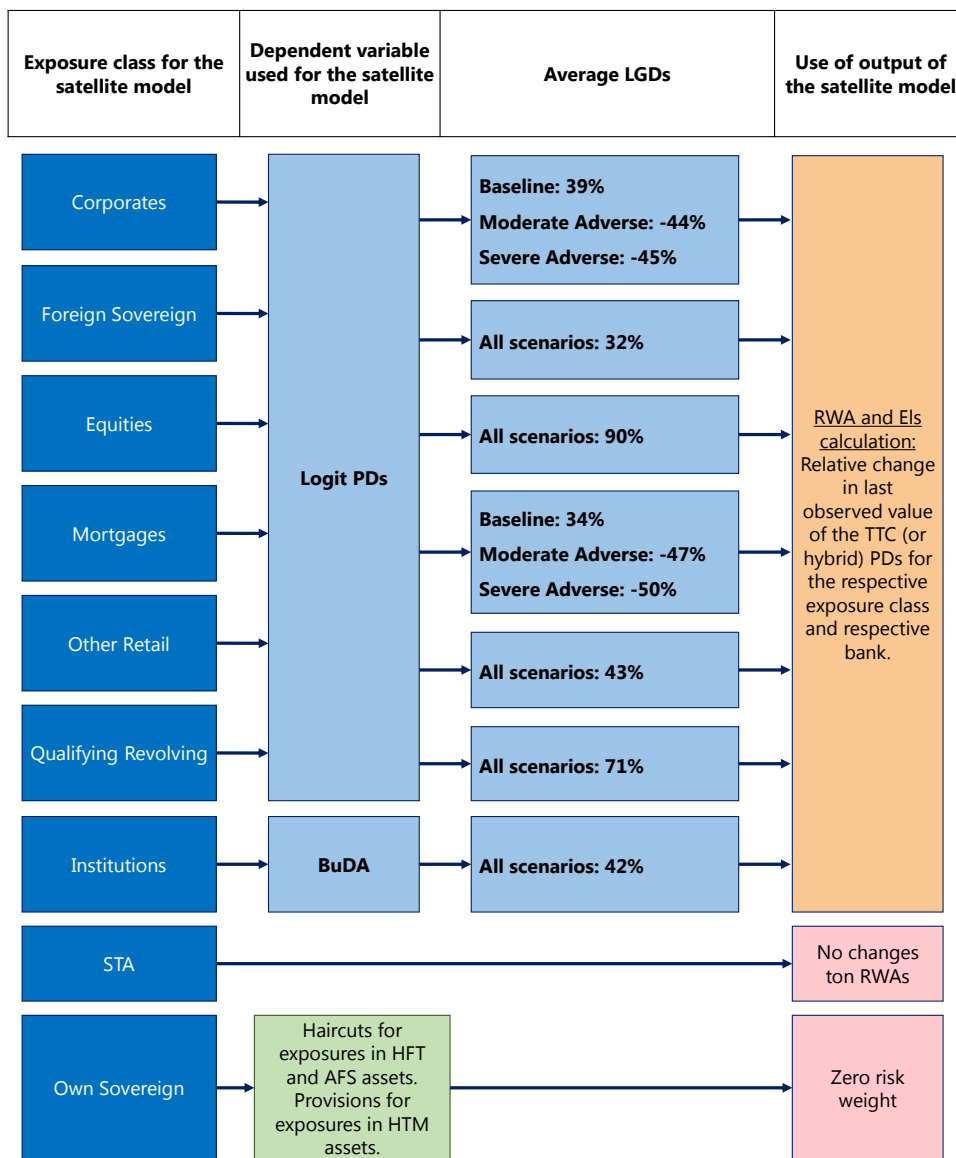 Exposure class for the
satellite model
Dependent variable
used for the satellite
model
Average LGDs
Use of output of
the satellite model
Corporates
Foreign Sovereign
Equities
Mortgages
Other Retail
Qualifying Revolving
Institutions
STA
Own Sovereign
Logit PDs
BuDA
Haircuts for
exposures in HFT
and AFS assets.
Provisions for
exposures in HTM
assets.
Baseline: 39%
Moderate Adverse: -44%
Severe Adverse: -45%
All scenarios: 32%
All scenarios: 90%
Baseline: 34%
Moderate Adverse: -47%
Severe Adverse: -50%
All scenarios: 43%
All scenarios: 71%
All scenarios: 42%
RWA and Els
calculation:
Relative change
in last
observed value
of the TTC (or
hybrid) PDs for
the respective
exposure class
and respective
bank.
No changes
ton RWAs
Zero risk
weight